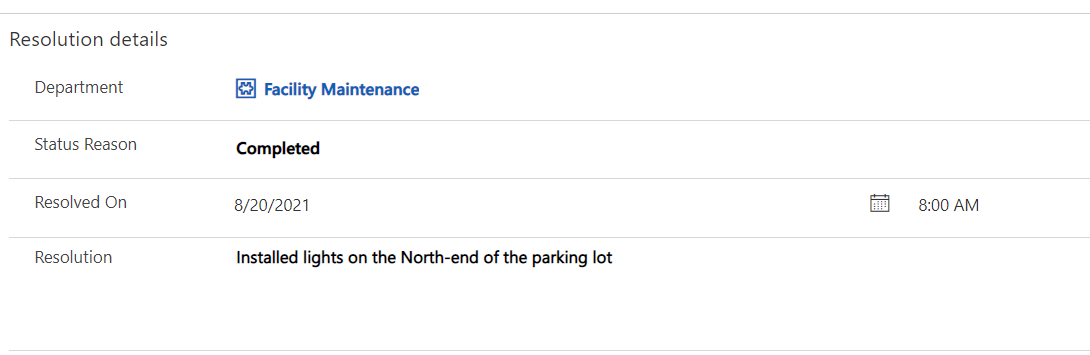 Resolution details
Department Facility Maintenance
Status Reason Completed
Resolved On 8/20/2021 8:00 AM
Resolution Installed lights on the North-end of the parking lot